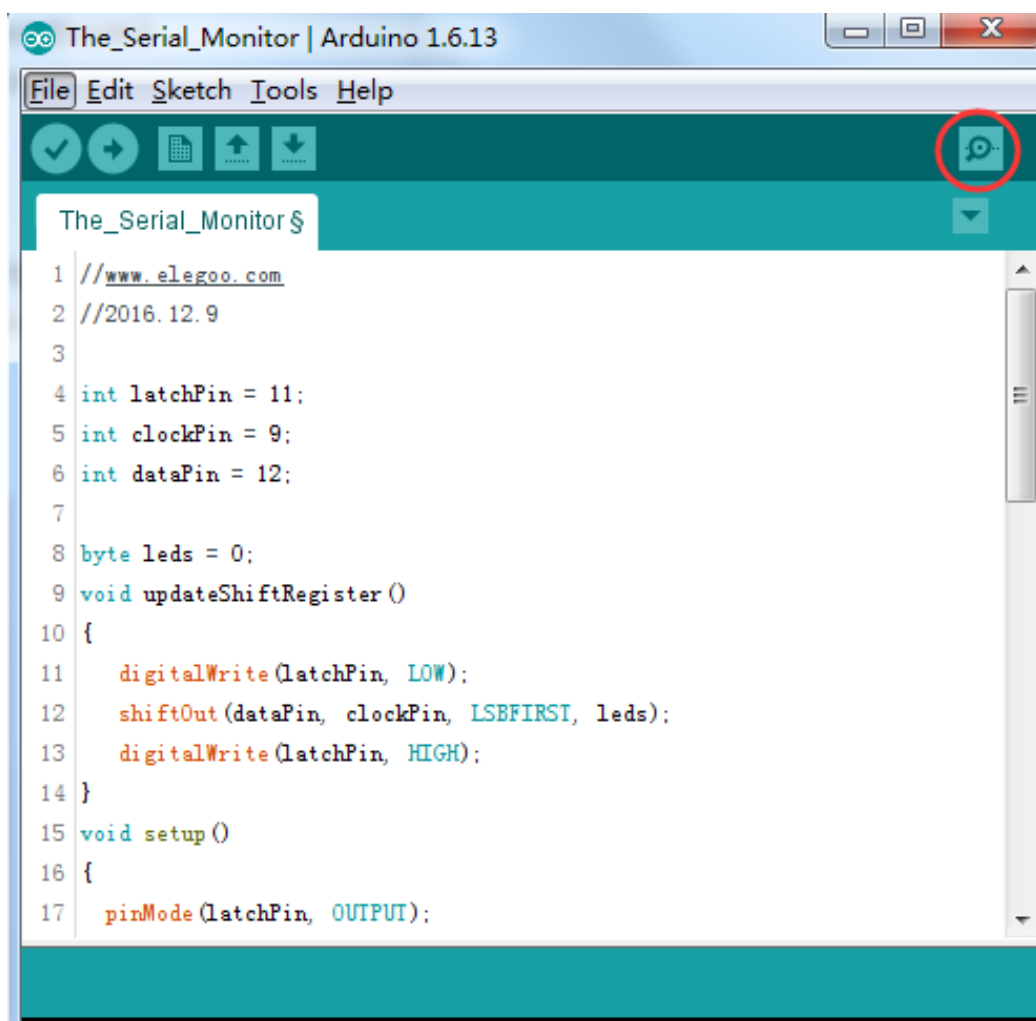 The_Serial_Monitor | Arduino 1.6.13
File Edit Sketch Tools Help
The_Serial_Monitor §
1 //www.elegoo.com
2 //2016.12.9
3
4 int latchPin = 11;
5 int clockPin = 9;
6 int dataPin = 12;
7
8 byte leds = 0;
9 void updateShiftRegister()
10 {
11    digitalWrite(latchPin, LOW);
12    shiftOut(dataPin, clockPin, LSBFIRST, leds);
13    digitalWrite(latchPin, HIGH);
14 }
15 void setup()
16 {
17   pinMode(latchPin, OUTPUT);